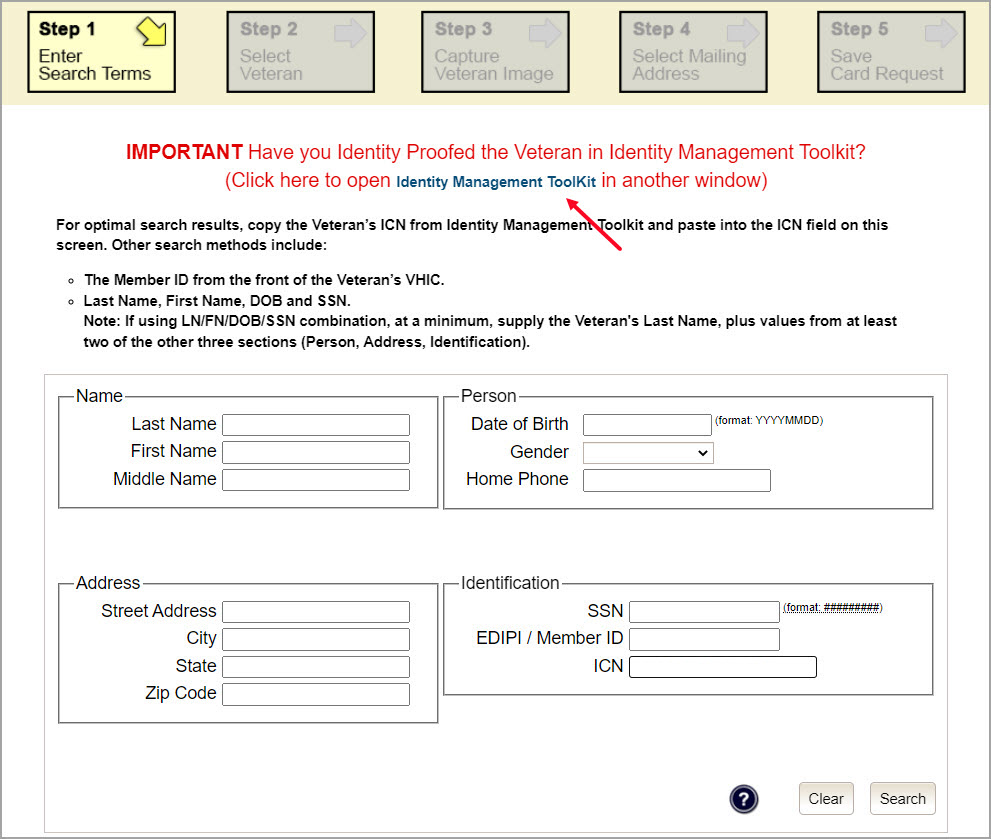 Step 1
Enter
Search Terms
Step 2
Select
Veteran
Step 3
Capture
Veteran Image
Step 4
Select Mailing
Address
Step 5
Save
Card Request
IMPORTANT Have you Identity Proofed the Veteran in Identity Management Toolkit?
(Click here to open Identity Management ToolKit in another window)
For optimal search results, copy the Veteran’s ICN from Identity Management Toolkit and paste into the ICN field on this
screen. Other search methods include:
The Member ID from the front of the Veteran’s VHIC.
Last Name, First Name, DOB and SSN.
Note: If using LN/FN/DOB/SSN combination, at a minimum, supply the Veteran's Last Name, plus values from at least
two of the other three sections (Person, Address, Identification).
Name
Last Name
First Name
Middle Name
Person
Date of Birth (format: YYYYMMDD)
Gender
Home Phone
Address
Street Address
City
State
Zip Code
Identification
SSN (format: #########)
EDIPI / Member ID
ICN
? Clear Search